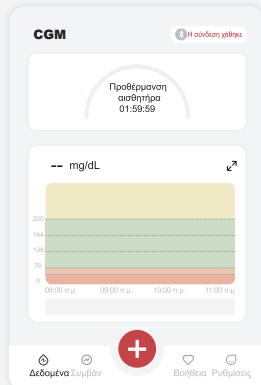 CGM
Η σύνδεση χάθηκε
Προθέρμανση
αισθητήρα
01:59:59
-- mg/dL
200
144
108
70
0
08:00 π.μ 09:00 π.μ. 10:00 π.μ. 11:00 π.μ
Δεδομένα Συμβάν Βοήθεια Ρυθμίσεις